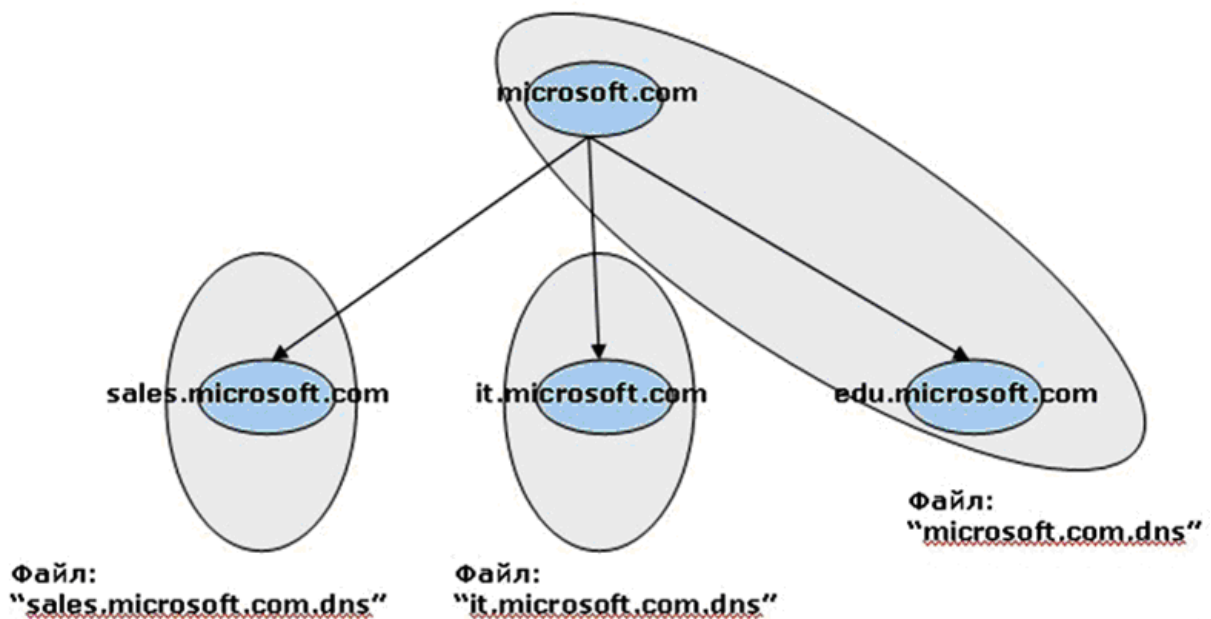 microsoft.com
sales.microsoft.com
it.microsoft.com
edu.microsoft.com
Файл:
“microsoft.com.dns”
Файл:
“sales.microsoft.com.dns”
Файл:
“it.microsoft.com.dns”